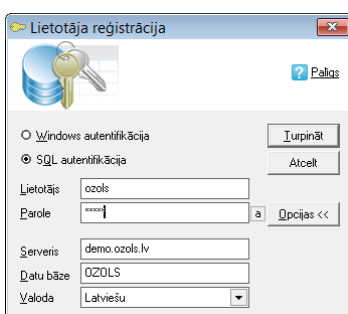 Lietotāja reģistrācija
Palīgs
Windows autentifikācija
SQL autentifikācija
Turpināt
Atcelt
Lietotājs ozols
Parole ***** a Opcijas <<
Serveris demo.ozols.lv
Datu bāze OZOLS
Valoda Latviešu